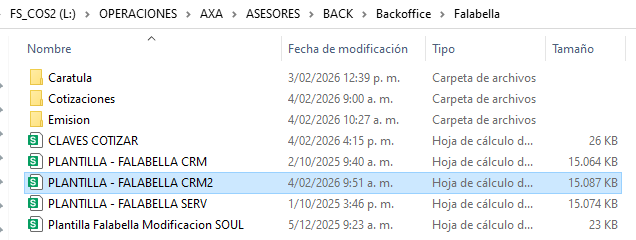 FS_COS2 (L:) > OPERACIONES > AXA > ASESORES > BACK > Backoffice > Falabella
Nombre Fecha de modificación Tipo Tamaño
Caratula 3/02/2026 12:39 p. m. Carpeta de archivos
Cotizaciones 4/02/2026 9:00 a. m. Carpeta de archivos
Emision 4/02/2026 10:27 a. m. Carpeta de archivos
CLAVES COTIZAR 4/02/2026 4:15 p. m. Hoja de cálculo d... 26 KB
PLANTILLA - FALABELLA CRM 2/10/2025 9:40 a. m. Hoja de cálculo d... 15.064 KB
PLANTILLA - FALABELLA CRM2 4/02/2026 9:51 a. m. Hoja de cálculo d... 15.087 KB
PLANTILLA - FALABELLA SERV 1/10/2025 3:46 p. m. Hoja de cálculo d... 15.074 KB
Plantilla Falabella Modificacion SOUL 5/12/2025 9:23 a. m. Hoja de cálculo d... 23 KB